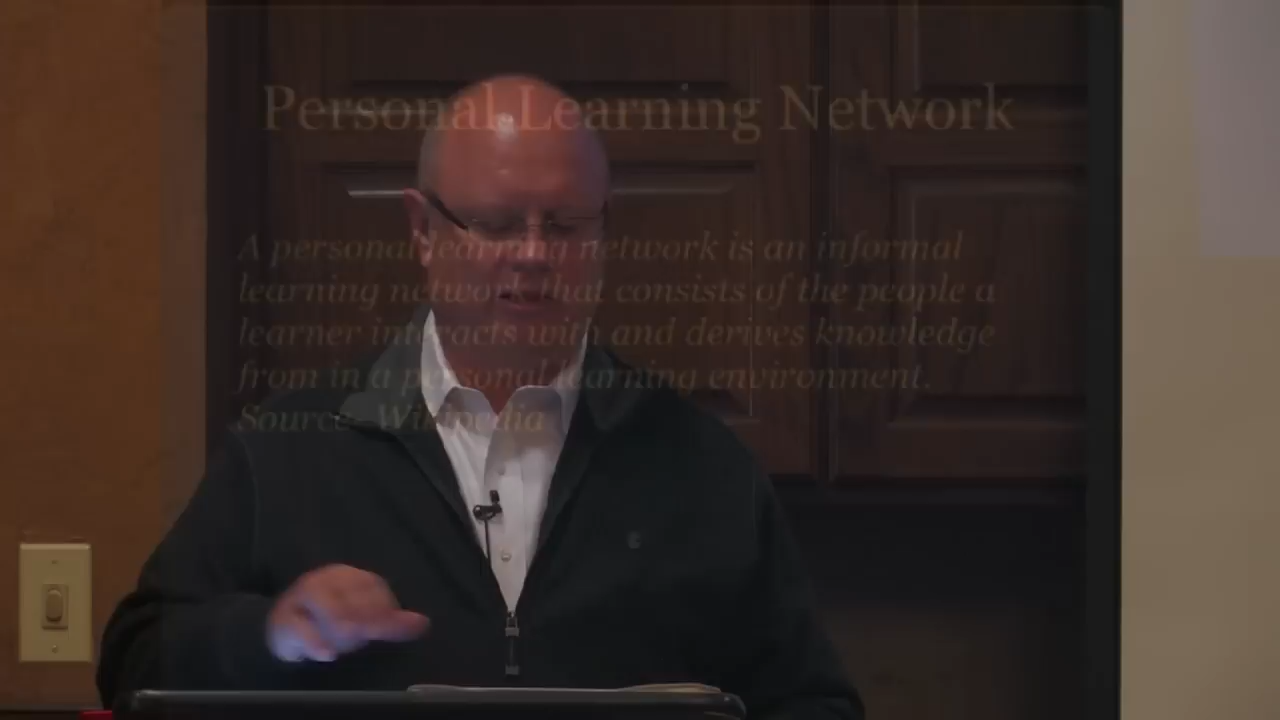 Personal Learning Network
A personal learning network is an informal
learning network that consists of the people a
learner interacts with and derives knowledge
from in a personal learning environment.
Source- Wikipedia